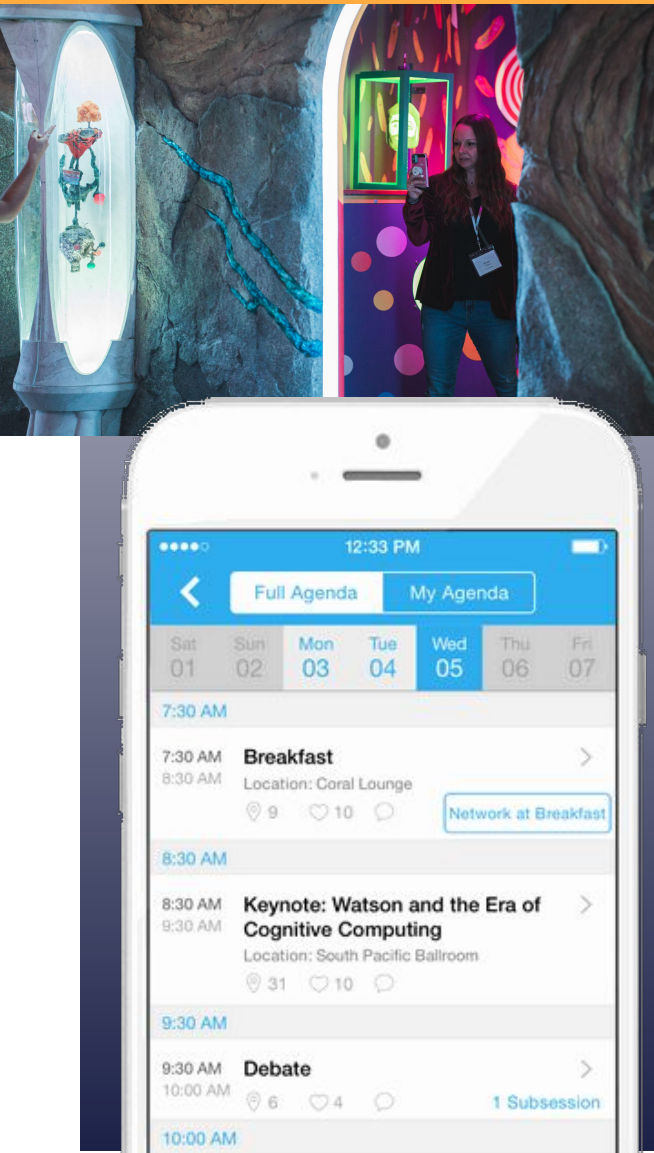 12:33 PM
Full Agenda My Agenda
Sat Sun Mon Tue Wed Thu Fri
01 02 03 04 05 06 07
7:30 AM
7:30 AM Breakfast
8:30 AM Location: Coral Lounge
9 10 Network at Breakfast
8:30 AM
8:30 AM Keynote: Watson and the Era of
9:30 AM Cognitive Computing
Location: South Pacific Ballroom
31 10
9:30 AM
9:30 AM Debate
10:00 AM 6 4 1 Subsession
10:00 AM